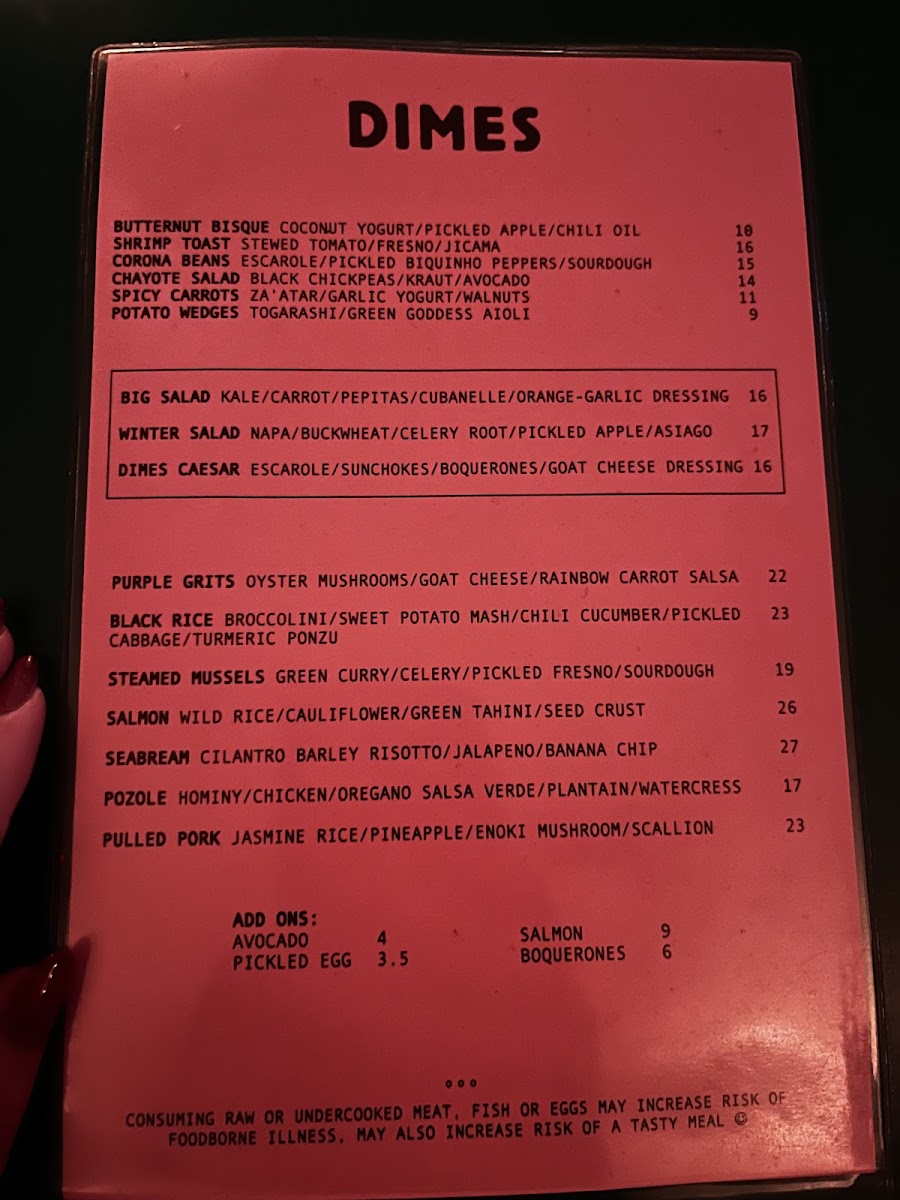 DIMES
BUTTERNUT BISQUE COCONUT YOGURT/PICKLED APPLE/CHILI OIL 10
SHRIMP TOAST STEWED TOMATO/FRESNO/JICAMA 16
CORONA BEANS ESCAROLE/PICKLED BIQUINHO PEPPERS/SOURDOUGH 15
CHAYOTE SALAD BLACK CHICKPEAS/KRAUT/AVOCADO 14
SPICY CARROTS ZA'ATAR/GARLIC YOGURT/WALNUTS 11
POTATO WEDGES TOGARASHI/GREEN GODDESS AIOLI 9
BIG SALAD KALE/CARROT/PEPITAS/CUBANELLE/ORANGE-GARLIC DRESSING 16
WINTER SALAD NAPA/BUCKWHEAT/CELERY ROOT/PICKLED APPLE/ASIAGO 17
DIMES CAESAR ESCAROLE/SUNCHOKES/BOQUERONES/GOAT CHEESE DRESSING 16
PURPLE GRITS OYSTER MUSHROOMS/GOAT CHEESE/RAINBOW CARROT SALSA 22
BLACK RICE BROCCOLINI/SWEET POTATO MASH/CHILI CUCUMBER/PICKLED 23
CABBAGE/TURMERIC PONZU
STEAMED MUSSELS GREEN CURRY/CELERY/PICKLED FRESNO/SOURDOUGH 19
SALMON WILD RICE/CAULIFLOWER/GREEN TAHINI/SEED CRUST 26
SEABREAM CILANTRO BARLEY RISOTTO/JALAPENO/BANANA CHIP 27
POZOLE HOMINY/CHICKEN/OREGANO SALSA VERDE/PLANTAIN/WATERCRESS 17
PULLED PORK JASMINE RICE/PINEAPPLE/ENOKI MUSHROOM/SCALLION 23
ADD ONS:
AVOCADO 4 SALMON 9
PICKLED EGG 3.5 BOQUERONES 6
CONSUMING RAW OR UNDERCOOKED MEAT, FISH OR EGGS MAY INCREASE RISK OF
FOODBORNE ILLNESS, MAY ALSO INCREASE RISK OF A TASTY MEAL ☺